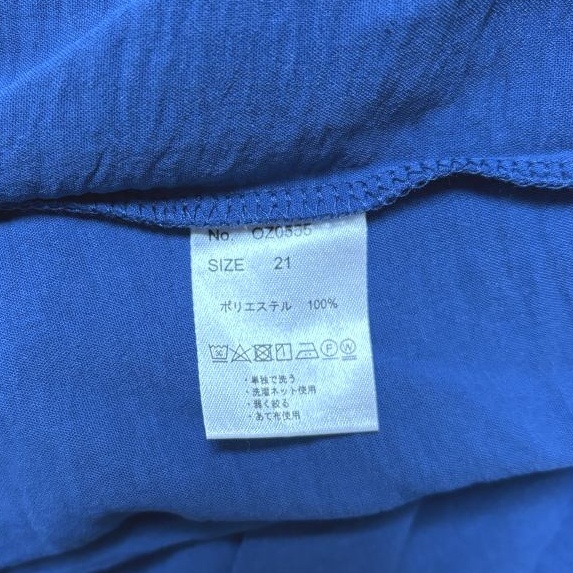 No. OZ0535
SIZE 21
ポリエステル 100%
・単独で洗う
・洗濯ネット使用
・弱く絞る
・あて布使用